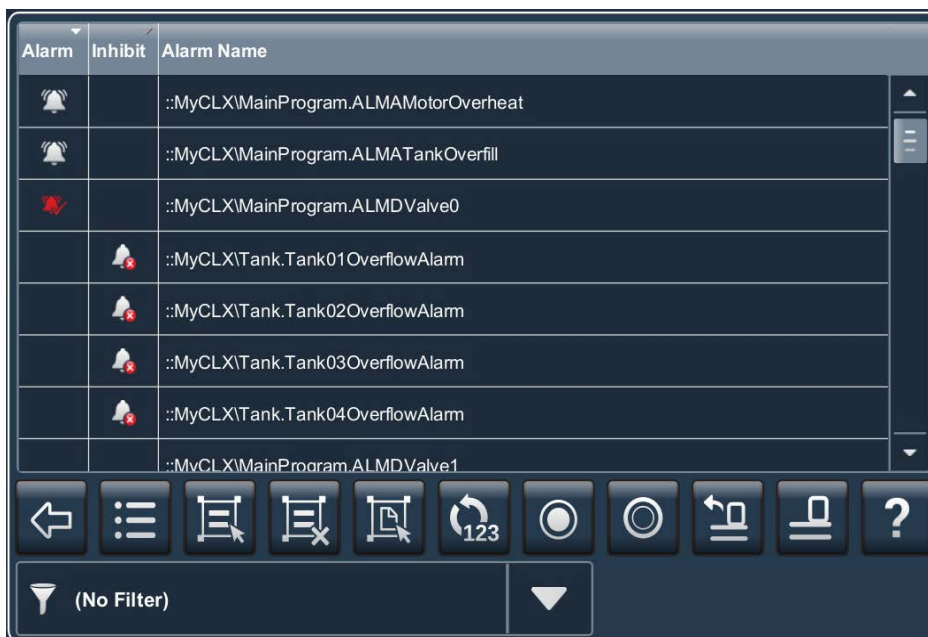 Alarm Inhibit Alarm Name
::MyCLX\MainProgram.ALMAMotorOverheat
::MyCLX\MainProgram.ALMATankOverfill
::MyCLX\MainProgram.ALMDValve0
::MyCLX\Tank.Tank01OverflowAlarm
::MyCLX\Tank.Tank02OverflowAlarm
::MyCLX\Tank.Tank03OverflowAlarm
::MyCLX\Tank.Tank04OverflowAlarm
::MyCLX\MainProgram.ALMDValve1
123 ?
(No Filter)